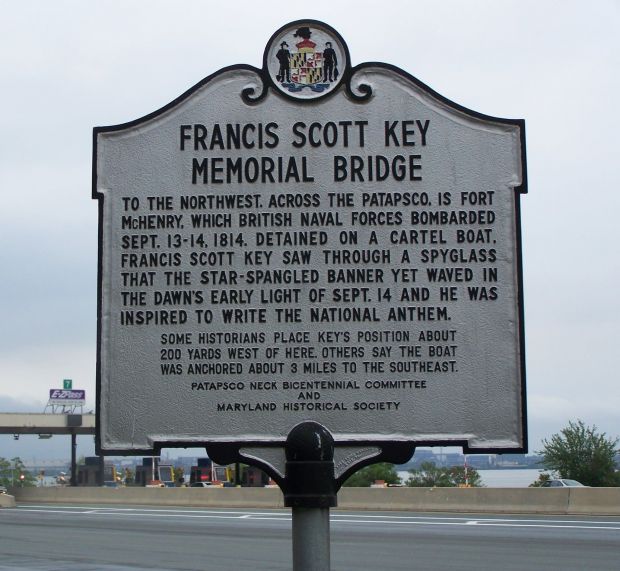 FRANCIS SCOTT KEY
MEMORIAL BRIDGE
TO THE NORTHWEST, ACROSS THE PATAPSCO, IS FORT
McHENRY, WHICH BRITISH NAVAL FORCES BOMBARDED
SEPT. 13-14, 1814. DETAINED ON A CARTEL BOAT,
FRANCIS SCOTT KEY SAW THROUGH A SPYGLASS
THAT THE STAR-SPANGLED BANNER YET WAVED IN
THE DAWN'S EARLY LIGHT OF SEPT. 14 AND HE WAS
INSPIRED TO WRITE THE NATIONAL ANTHEM.
SOME HISTORIANS PLACE KEY'S POSITION ABOUT
200 YARDS WEST OF HERE. OTHERS SAY THE BOAT
WAS ANCHORED ABOUT 3 MILES TO THE SOUTHEAST.
PATAPSCO NECK BICENTENNIAL COMMITTEE
AND
MARYLAND HISTORICAL SOCIETY
7
E-ZPass